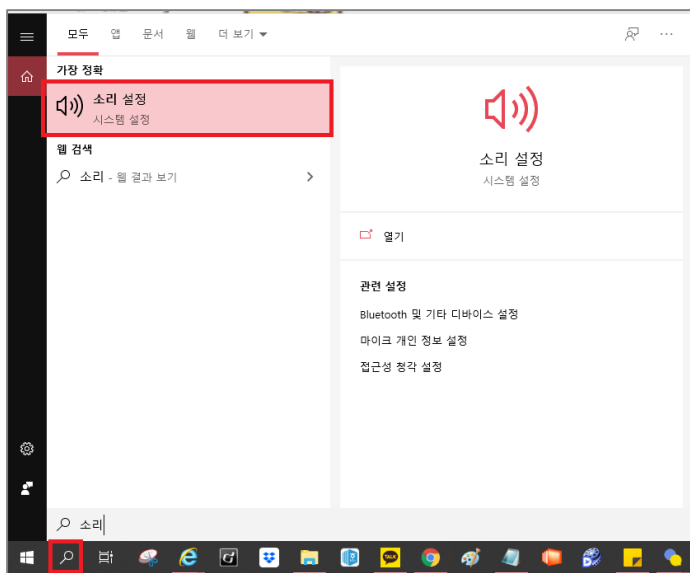 모두 앱 문서 웹 더 보기
가장 정확
소리 설정
시스템 설정
웹 검색
소리 - 웹 결과 보기
소리 설정
시스템 설정
열기
관련 설정
Bluetooth 및 기타 디바이스 설정
마이크 개인 정보 설정
접근성 청각 설정
소리
TALK